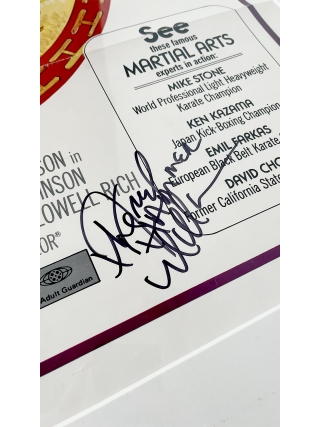 See
these famous
MARTIAL ARTS
experts in action:
MIKE STONE
World Professional Light Heavyweight
Karate Champion
KEN KAZAMA
Japan Kick-Boxing Champion
EMIL FARKAS
European Black Belt Karate
DAVID CHO
Former California State
SON in
INSON
LOWELL RICH
OR®
Adult Guardian